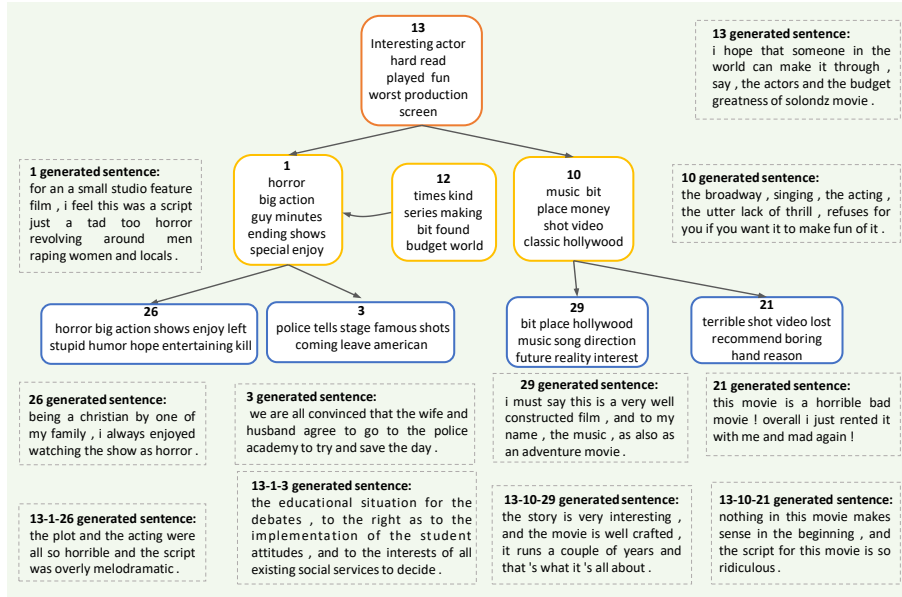 13
Interesting actor
hard read
played fun
worst production
screen
13 generated sentence:
i hope that someone in the
world can make it through ,
say , the actors and the budget
greatness of solondz movie .
1 generated sentence:
for an a small studio feature
film , i feel this was a script
just a tad too horror
revolving around men
raping women and locals .
1
horror
big action
guy minutes
ending shows
special enjoy
12
times kind
series making
bit found
budget world
10
music bit
place money
shot video
classic hollywood
10 generated sentence:
the broadway , singing , the acting ,
the utter lack of thrill , refuses for
you if you want it to make fun of it .
26
horror big action shows enjoy left
stupid humor hope entertaining kill
3
police tells stage famous shots
coming leave american
29
bit place hollywood
music song direction
future reality interest
21
terrible shot video lost
recommend boring
hand reason
26 generated sentence:
being a christian by one of
my family , i always enjoyed
watching the show as horror .
3 generated sentence:
we are all convinced that the wife and
husband agree to go to the police
academy to try and save the day .
29 generated sentence:
i must say this is a very well
constructed film , and to my
name , the music , as also as
an adventure movie .
21 generated sentence:
this movie is a horrible bad
movie ! overall i just rented it
with me and mad again !
13-1-26 generated sentence:
the plot and the acting were
all so horrible and the script
was overly melodramatic .
13-1-3 generated sentence:
the educational situation for the
debates , to the right as to the
implementation of the student
attitudes , and to the interests of all
existing social services to decide .
13-10-29 generated sentence:
the story is very interesting ,
and the movie is well crafted ,
it runs a couple of years and
that 's what it 's all about .
13-10-21 generated sentence:
nothing in this movie makes
sense in the beginning , and
the script for this movie is so
ridiculous .